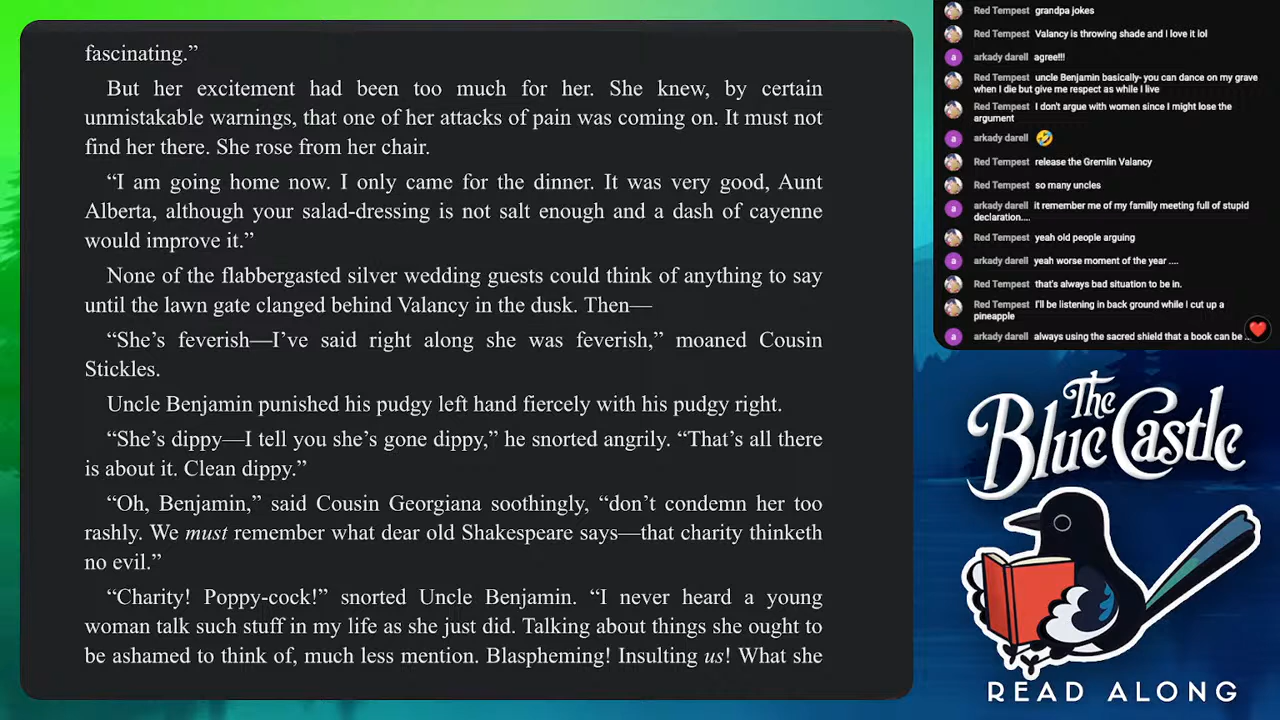 fascinating.”
But her excitement had been too much for her. She knew, by certain
unmistakable warnings, that one of her attacks of pain was coming on. It must not
find her there. She rose from her chair.
“I am going home now. I only came for the dinner. It was very good, Aunt
Alberta, although your salad-dressing is not salt enough and a dash of cayenne
would improve it.”
None of the flabbergasted silver wedding guests could think of anything to say
until the lawn gate clanged behind Valancy in the dusk. Then—
“She’s feverish—I’ve said right along she was feverish,” moaned Cousin
Stickles.
Uncle Benjamin punished his pudgy left hand fiercely with his pudgy right.
“She’s dippy—I tell you she’s gone dippy,” he snorted angrily. “That’s all there
is about it. Clean dippy.”
“Oh, Benjamin,” said Cousin Georgiana soothingly, “don’t condemn her too
rashly. We must remember what dear old Shakespeare says—that charity thinketh
no evil.”
“Charity! Poppy-cock!” snorted Uncle Benjamin. “I never heard a young
woman talk such stuff in my life as she just did. Talking about things she ought to
be ashamed to think of, much less mention. Blaspheming! Insulting us! What she
Red Tempest grandpa jokes
Red Tempest Valancy is throwing shade and I love it lol
a arkady darell agree!!!
Red Tempest uncle Benjamin basically- you can dance on my grave
when I die but give me respect as while I live
Red Tempest I don't argue with women since I might lose the
argument
a arkady darell 🤣
Red Tempest release the Gremlin Valancy
Red Tempest so many uncles
a arkady darell it remember me of my familly meeting full of stupid
declaration....
Red Tempest yeah old people arguing
a arkady darell yeah worse moment of the year ....
Red Tempest that's always bad situation to be in.
Red Tempest I'll be listening in back ground while I cut up a
pineapple
a arkady darell always using the sacred shield that a book can be ..
The
Blue Castle
READ ALONG